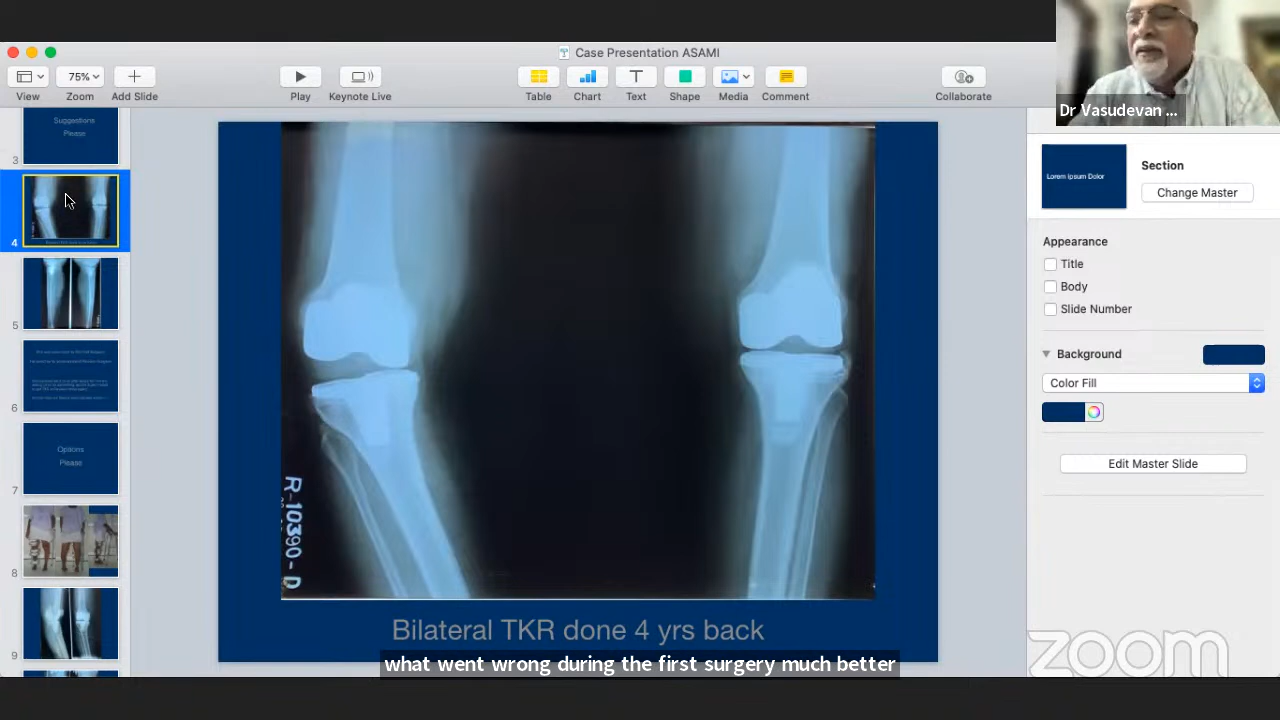 Case Presentation ASAMI
View
75%
Zoom
Add Slide
Play
Keynote Live
Table
Chart
Text
Shape
Media
Comment
Collaborate
Dr Vasudevan ...
Suggestions
Please
3
4
5
6
Options
Please
7
8
9
R-10390-D
Bilateral TKR done 4 yrs back
what went wrong during the first surgery much better
Lorem Ipsum Dolor
Section
Change Master
Appearance
Title
Body
Slide Number
Background
Color Fill
Edit Master Slide
zoom